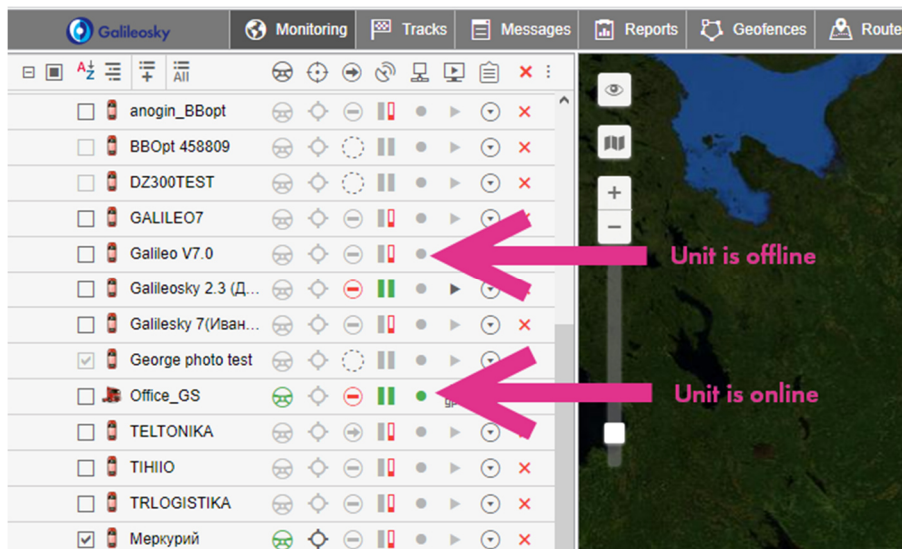 Galileosky Monitoring Tracks Messages Reports Geofences Route
AZ All
anogin_BBopt
BBOpt 458809
DZ300TEST
GALILEO7
Galileo V7.0
Unit is offline
Galileosky 2.3 (Д...
Galilesky 7(Иван...
George photo test
Office_GS
Unit is online
TELTONIKA
TIHIIO
TRLOGISTIKA
Меркурий